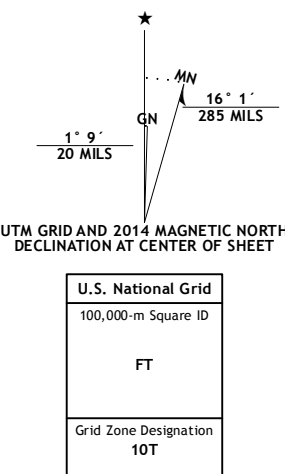 ★
MN
GN
16° 1´
285 MILS
1° 9´
20 MILS
UTM GRID AND 2014 MAGNETIC NORTH
DECLINATION AT CENTER OF SHEET
U.S. National Grid
100,000-m Square ID
FT
Grid Zone Designation
10T